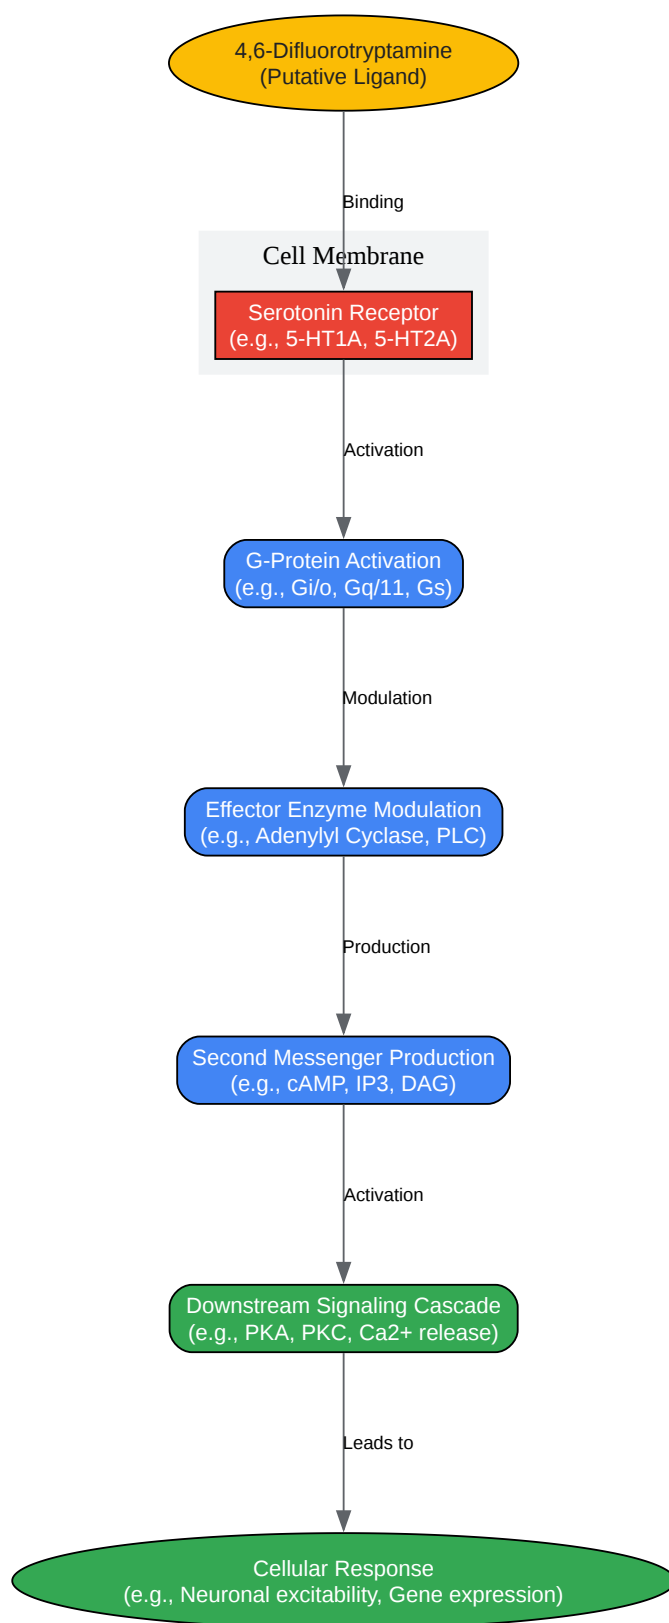 4,6-Difluorotryptamine
(Putative Ligand)
Binding
Cell Membrane
Serotonin Receptor
(e.g., 5-HT1A, 5-HT2A)
Activation
G-Protein Activation
(e.g., Gi/o, Gq/11, Gs)
Modulation
Effector Enzyme Modulation
(e.g., Adenylyl Cyclase, PLC)
Production
Second Messenger Production
(e.g., cAMP, IP3, DAG)
Activation
Downstream Signaling Cascade
(e.g., PKA, PKC, Ca2+ release)
Leads to
Cellular Response
(e.g., Neuronal excitability, Gene expression)